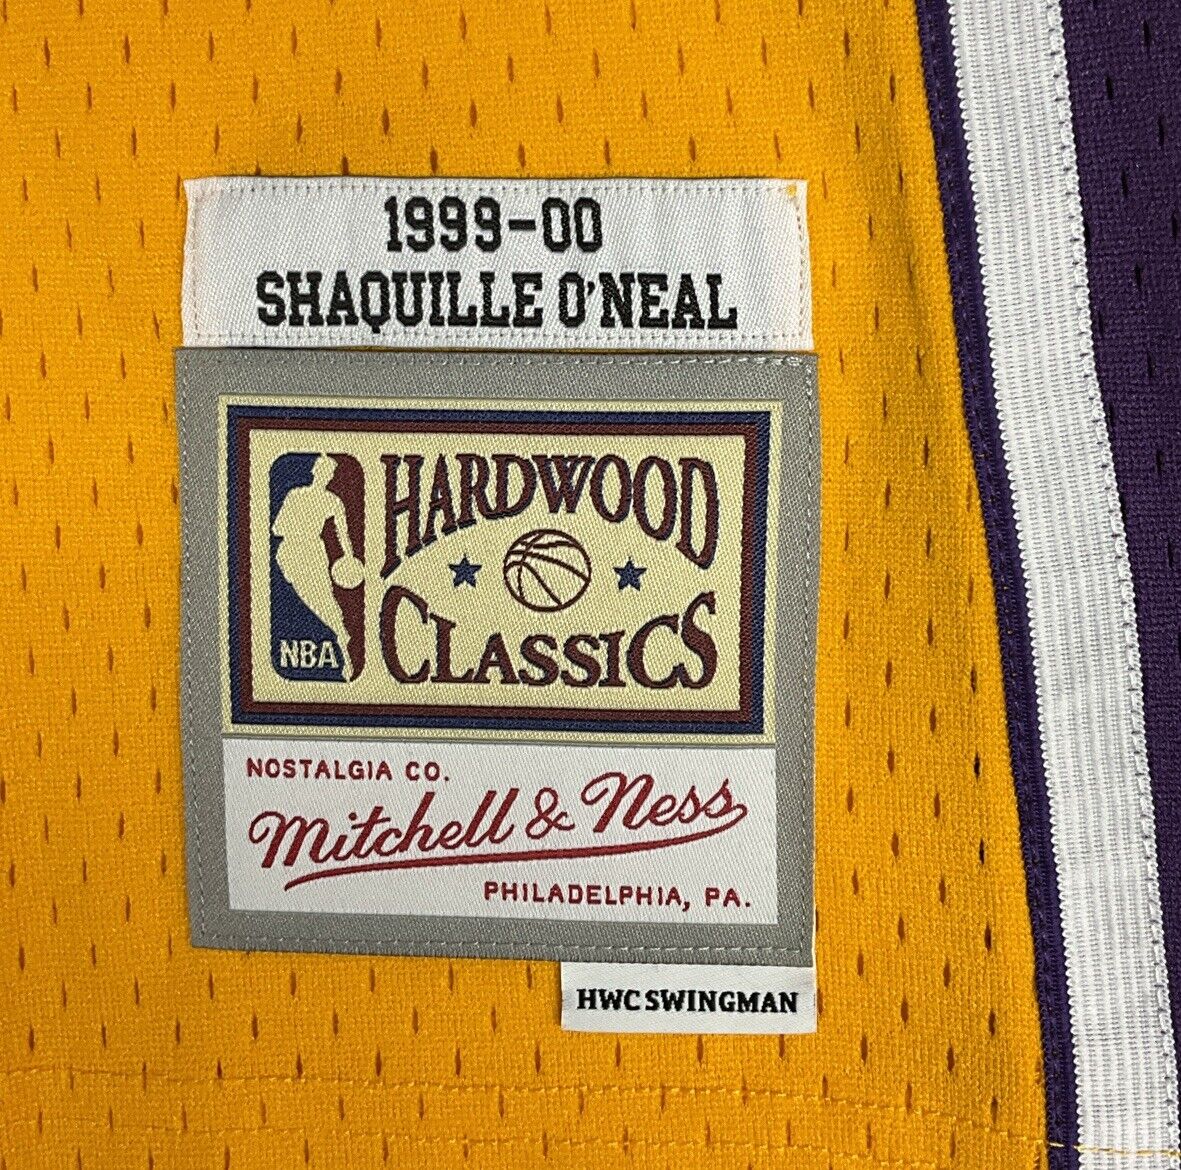 1999-00
SHAQUILLE O'NEAL
HARDWOOD
CLASSICS
NBA
NOSTALGIA CO.
Mitchell & Ness
PHILADELPHIA, PA.
HWC SWINGMAN